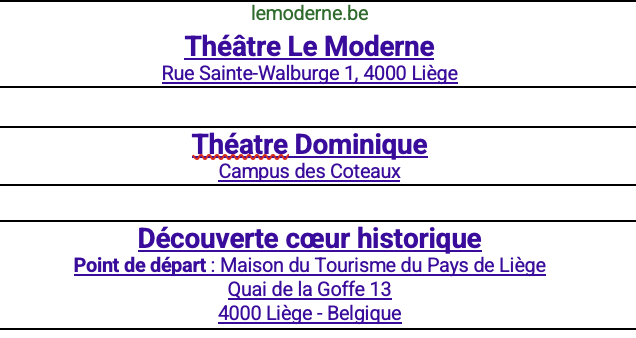 lemoderne.be
Théâtre Le Moderne
Rue Sainte-Walburge 1, 4000 Liège
Théatre Dominique
Campus des Coteaux
Découverte cœur historique
Point de départ : Maison du Tourisme du Pays de Liège
Quai de la Goffe 13
4000 Liège - Belgique